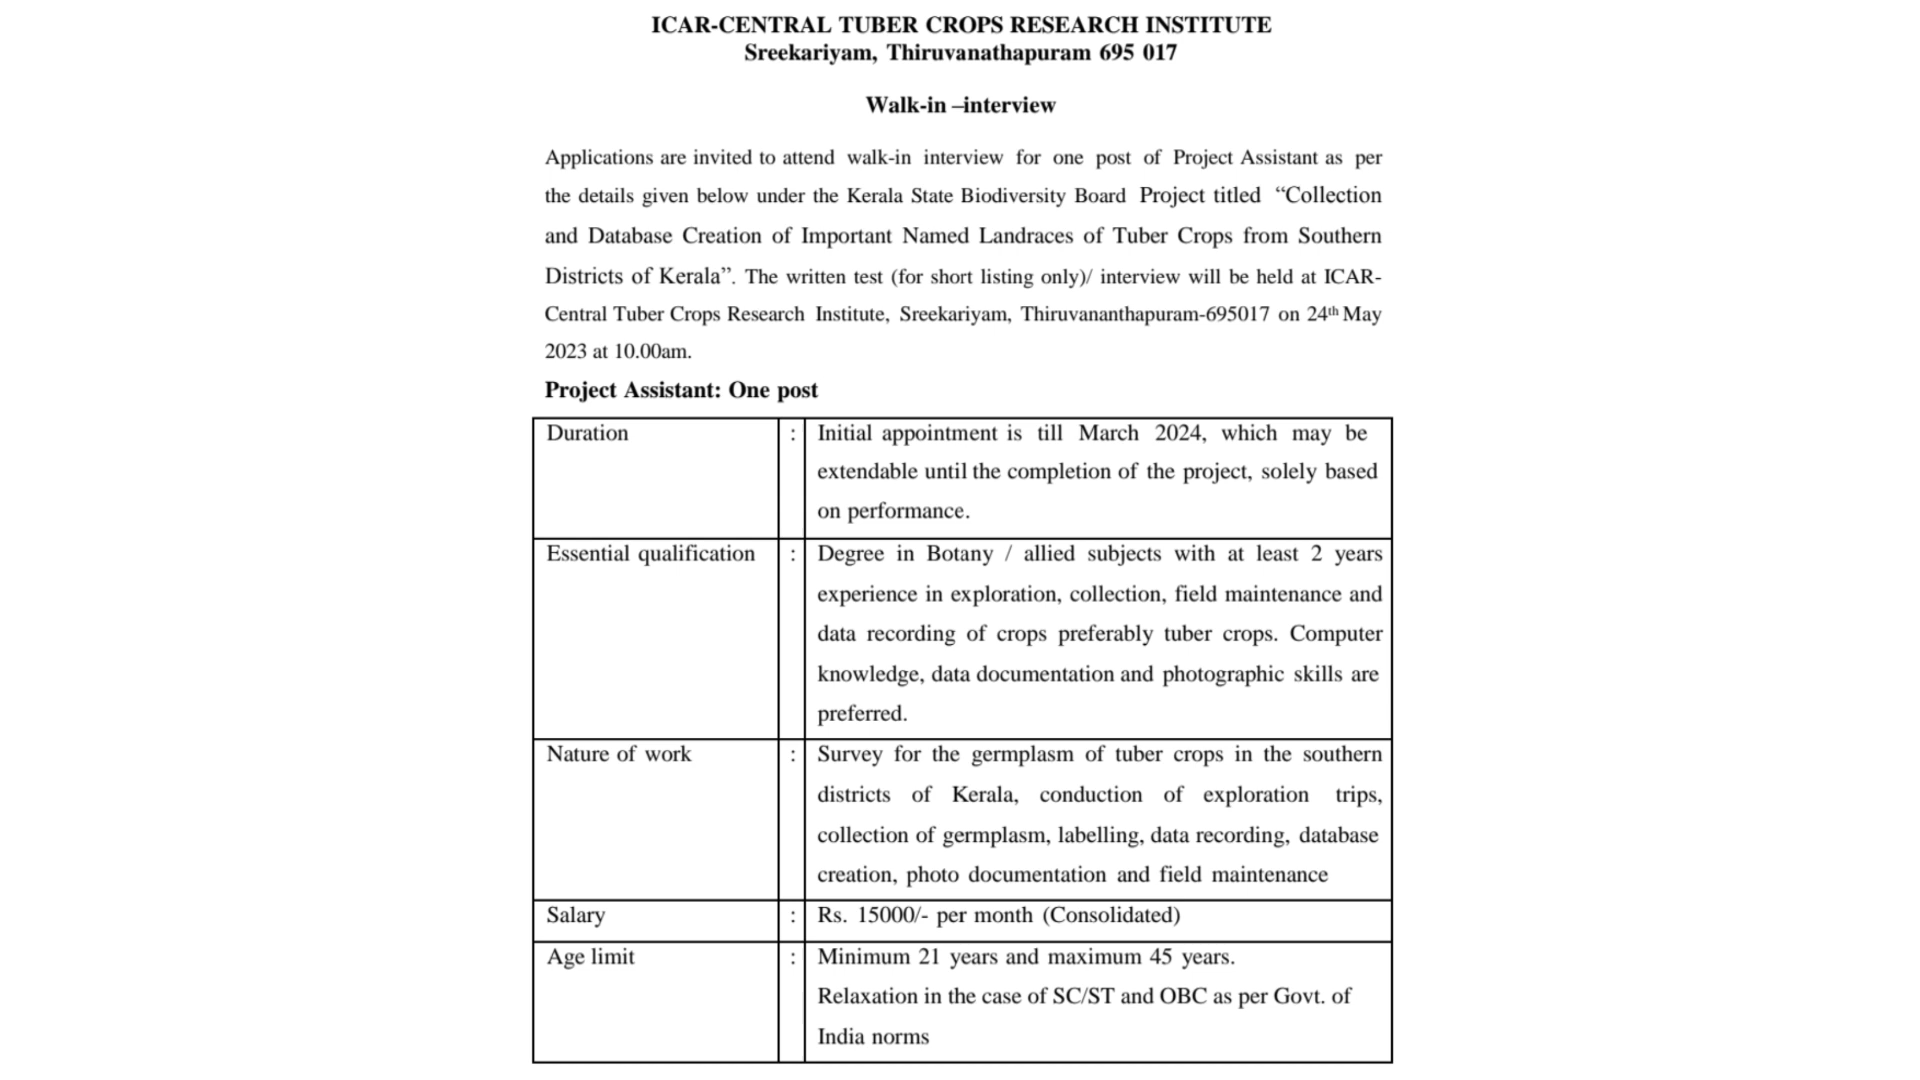 ICAR-CENTRAL TUBER CROPS RESEARCH INSTITUTE
Sreekariyam, Thiruvanathapuram 695 017
Walk-in –interview
Applications are invited to attend walk-in interview for one post of Project Assistant as per
the details given below under the Kerala State Biodiversity Board Project titled “Collection
and Database Creation of Important Named Landraces of Tuber Crops from Southern
Districts of Kerala”. The written test (for short listing only)/ interview will be held at ICAR-
Central Tuber Crops Research Institute, Sreekariyam, Thiruvananthapuram-695017 on 24th May
2023 at 10.00am.
Project Assistant: One post
Duration : Initial appointment is till March 2024, which may be
extendable until the completion of the project, solely based
on performance.
Essential qualification : Degree in Botany / allied subjects with at least 2 years
experience in exploration, collection, field maintenance and
data recording of crops preferably tuber crops. Computer
knowledge, data documentation and photographic skills are
preferred.
Nature of work : Survey for the germplasm of tuber crops in the southern
districts of Kerala, conduction of exploration trips,
collection of germplasm, labelling, data recording, database
creation, photo documentation and field maintenance
Salary : Rs. 15000/- per month (Consolidated)
Age limit : Minimum 21 years and maximum 45 years.
Relaxation in the case of SC/ST and OBC as per Govt. of
India norms